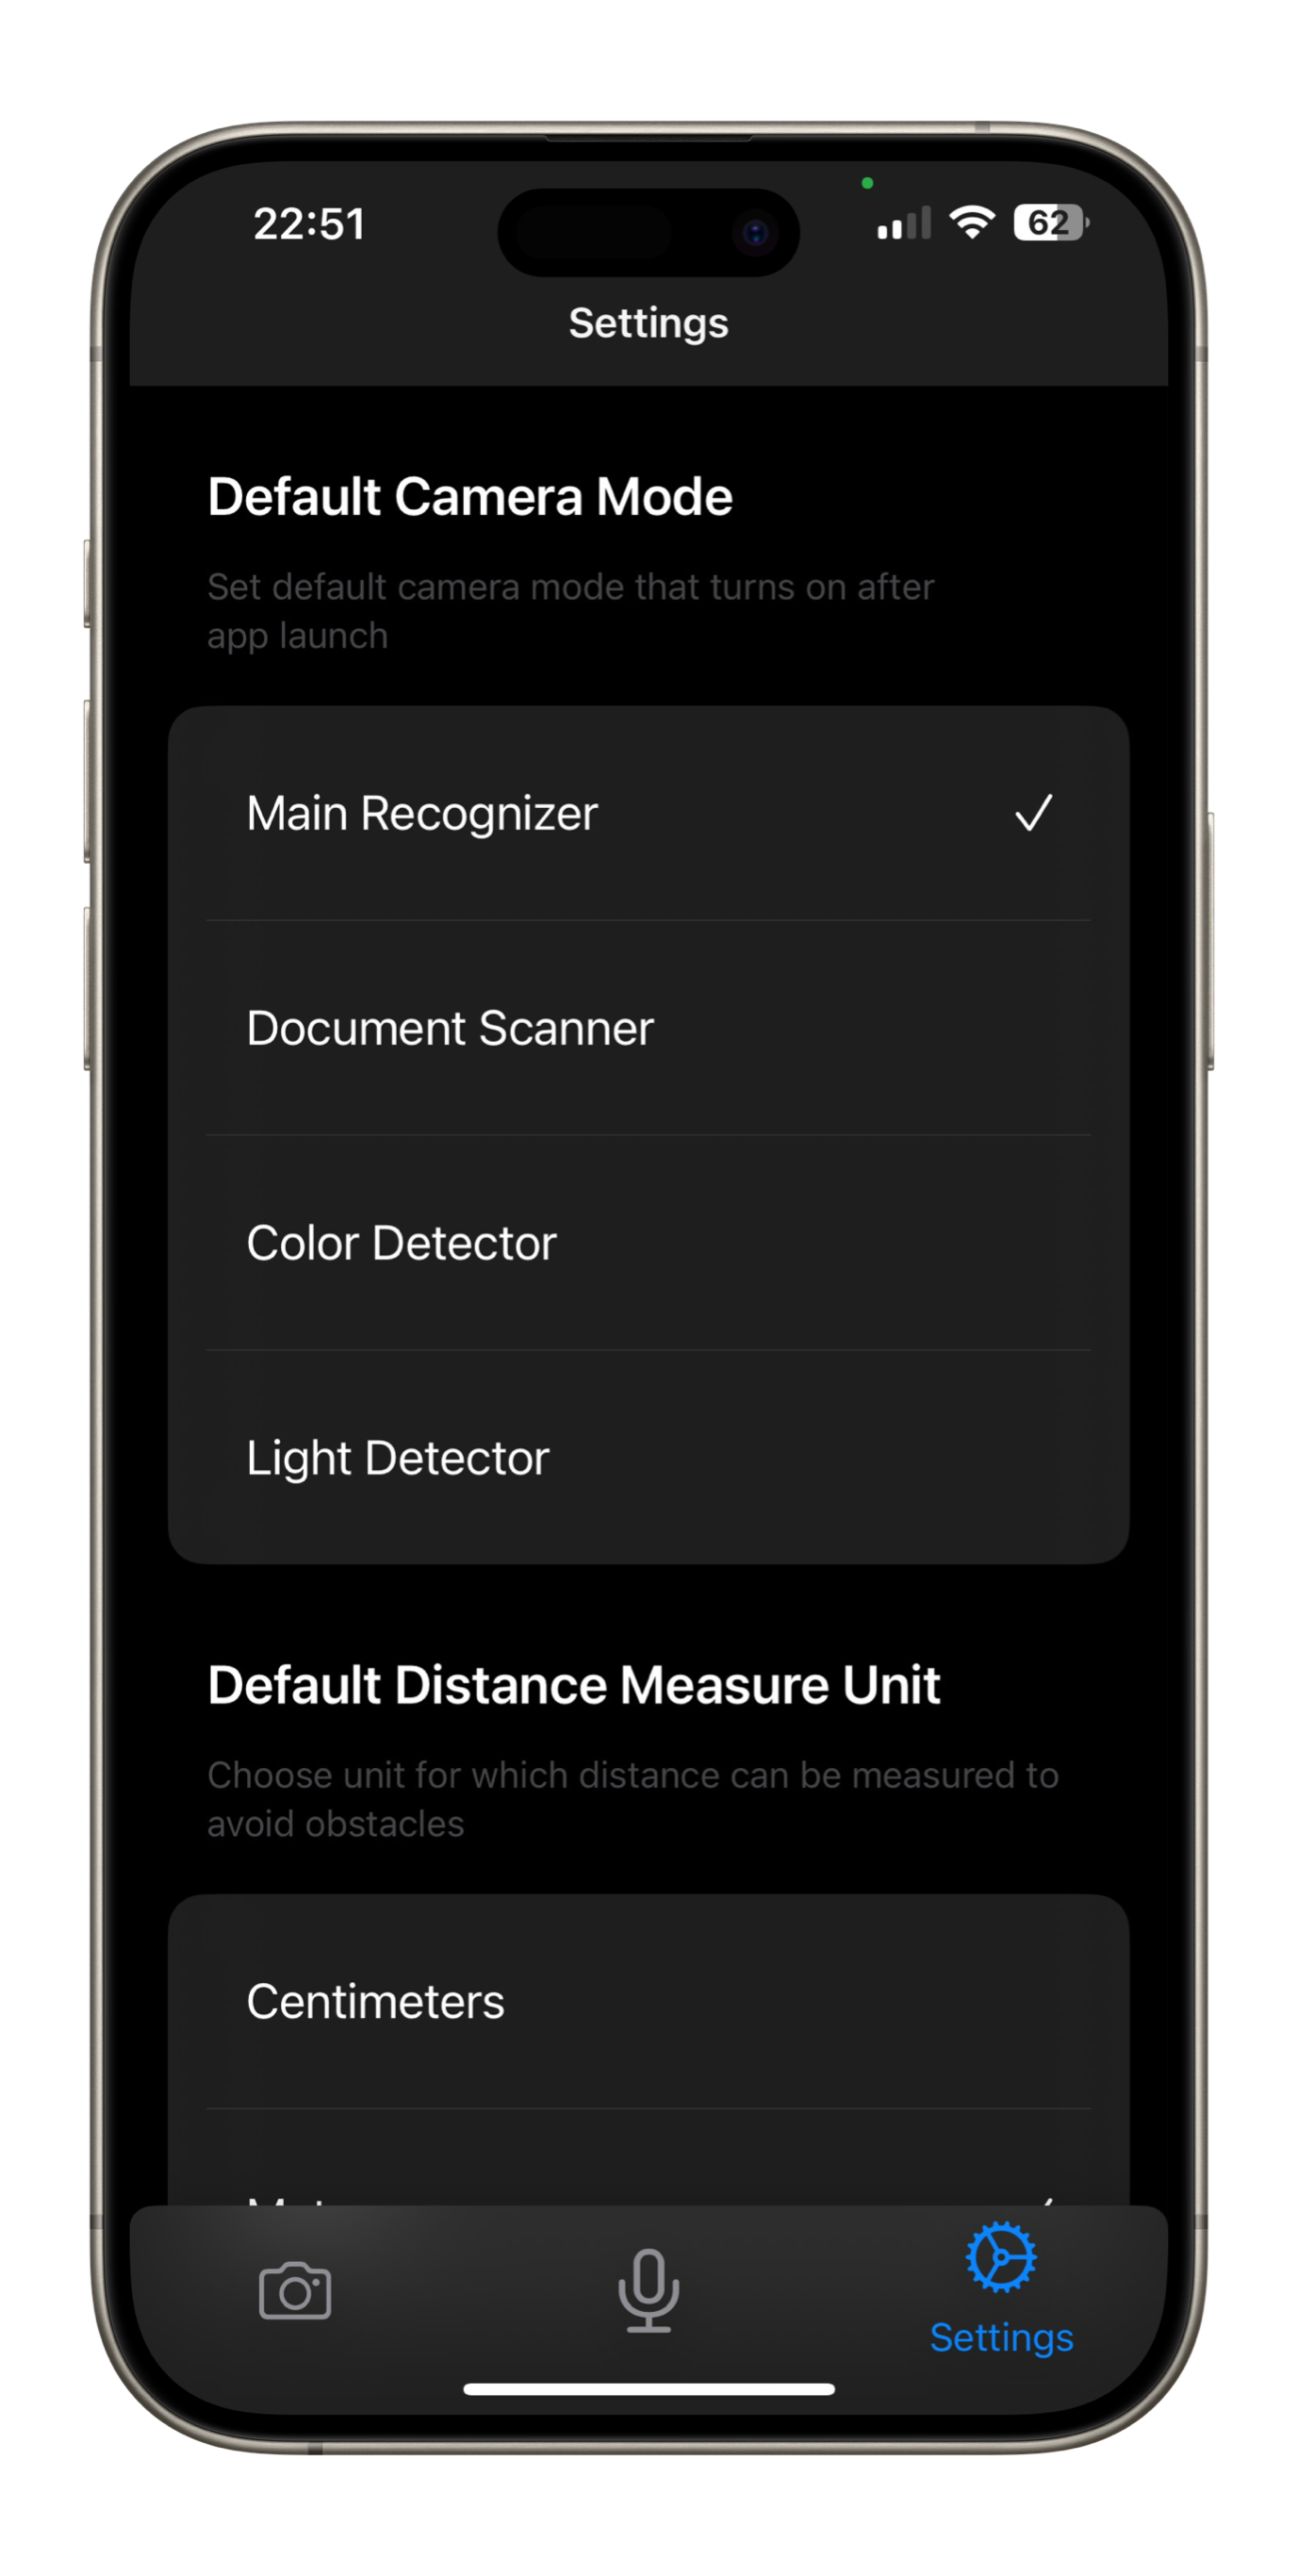 22:51
62
Settings
Default Camera Mode
Set default camera mode that turns on after
app launch
Main Recognizer
Document Scanner
Color Detector
Light Detector
Default Distance Measure Unit
Choose unit for which distance can be measured to
avoid obstacles
Centimeters
Settings